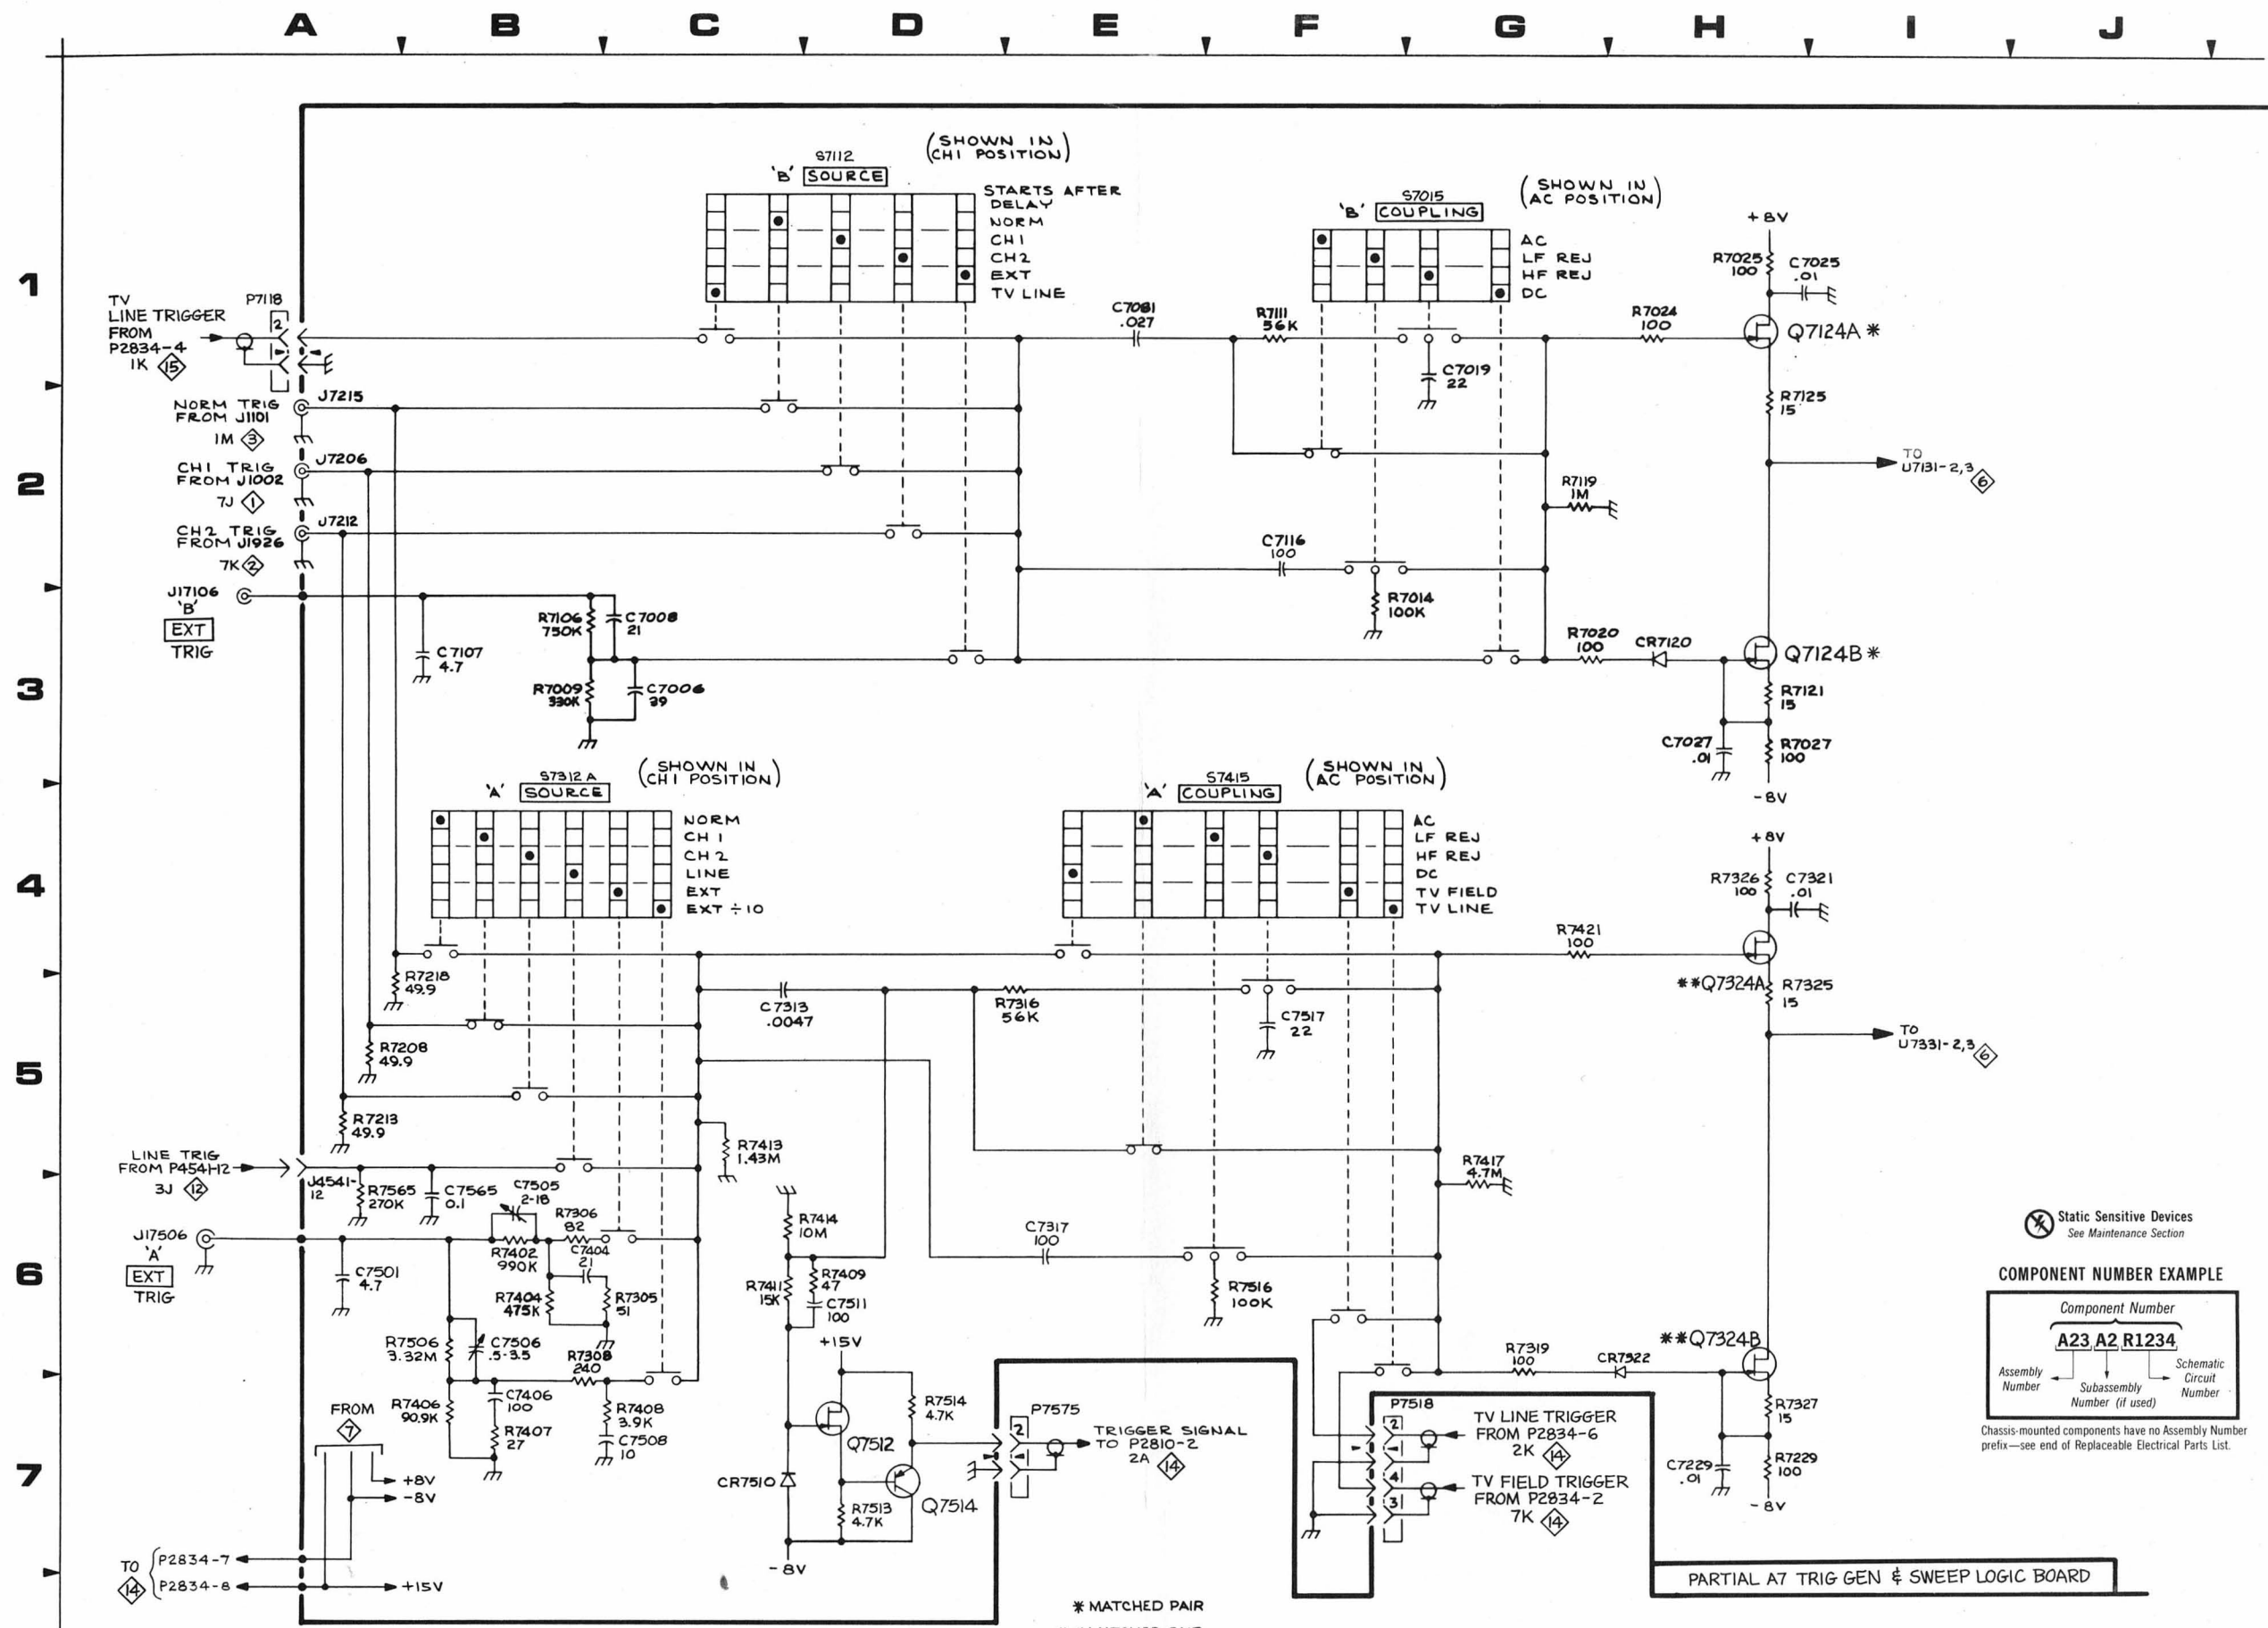 A B C D E F G H I J
1
2
3
4
5
6
7
(SHOWN IN
CH1 POSITION)
S7112
'B' SOURCE
STARTS AFTER
DELAY
NORM
CH1
CH2
EXT
TV LINE
(SHOWN IN
AC POSITION)
S7015
'B' COUPLING
AC
LF REJ
HF REJ
DC
+8V
R7025
100
C7025
.01
TV
LINE TRIGGER
FROM
P2834-4
1K 15
P7118
2
C7081
.027
R7111
56K
C7019
22
R7024
100
Q7124A *
R7125
15
NORM TRIG
FROM J1101
1M 3
J7215
CH1 TRIG
FROM J1002
7J 1
J7206
CH2 TRIG
FROM J1926
7K 2
J7212
TO
U7131-2,3 6
R7119
1M
C7116
100
R7014
100K
J17106
'B'
EXT
TRIG
C7107
4.7
R7106
750K
C7008
21
R7009
330K
C7006
39
R7020
100
CR7120
Q7124B *
R7121
15
C7027
.01
R7027
100
-8V
S7312A
'A' SOURCE
(SHOWN IN
CH1 POSITION)
NORM
CH 1
CH 2
LINE
EXT
EXT ÷ 10
S7415
'A' COUPLING
(SHOWN IN
AC POSITION)
AC
LF REJ
HF REJ
DC
TV FIELD
TV LINE
+8V
R7326
100
C7321
.01
R7421
100
**Q7324A
R7325
15
R7218
49.9
C7313
.0047
R7316
56K
C7517
22
TO
U7331-2,3 6
R7208
49.9
R7213
49.9
R7413
1.43M
LINE TRIG
FROM P4541-12
3J 12
J4541-
12
R7565
270K
C7565
0.1
C7505
2-18
R7306
82
R7417
4.7M
J17506
'A'
EXT
TRIG
C7501
4.7
R7402
990K
C7404
21
R7404
475K
R7305
51
R7414
10M
R7411
15K
R7409
47
C7511
100
C7317
100
R7516
100K
R7506
3.32M
C7506
.5-3.5
R7308
240
+15V
R7406
90.9K
C7406
100
R7407
27
R7408
3.9K
C7508
10
R7514
4.7K
Q7512
CR7510
R7513
4.7K
Q7514
-8V
2
P7575
TRIGGER SIGNAL
TO P2810-2
2A 14
R7319
100
CR7322
**Q7324B
R7327
15
C7229
.01
R7229
100
-8V
P7518
2
4
3
TV LINE TRIGGER
FROM P2834-6
2K 14
TV FIELD TRIGGER
FROM P2834-2
7K 14
FROM
7
+8V
-8V
TO
14
P2834-7
P2834-8
+15V
Static Sensitive Devices
See Maintenance Section
COMPONENT NUMBER EXAMPLE
Component Number
A23 A2 R1234
Assembly
Number
Subassembly
Number (if used)
Schematic
Circuit
Number
Chassis-mounted components have no Assembly Number
prefix—see end of Replaceable Electrical Parts List.
PARTIAL A7 TRIG GEN & SWEEP LOGIC BOARD
* MATCHED PAIR